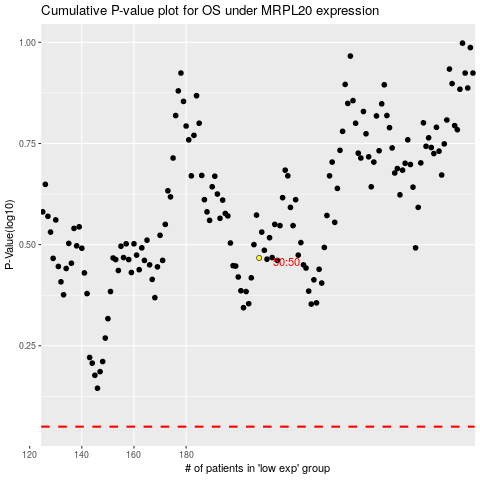 Cumulative P-value plot for OS under MRPL20 expression
P-Value(log10)
1.00
0.75
0.50
0.25
50:50
120 140 160 180
# of patients in 'low exp' group